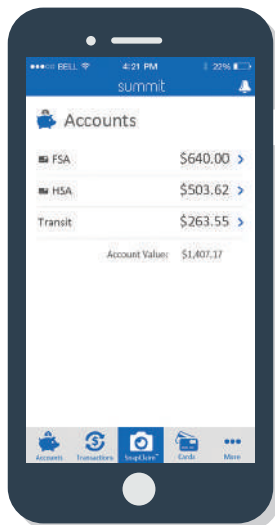 BELL 4:21 PM 22%
summit
Accounts
FSA $640.00 >
HSA $503.62 >
Transit $263.55 >
Account Value: $1,407.17
Accounts Transactions SnapClaim™ Cards More